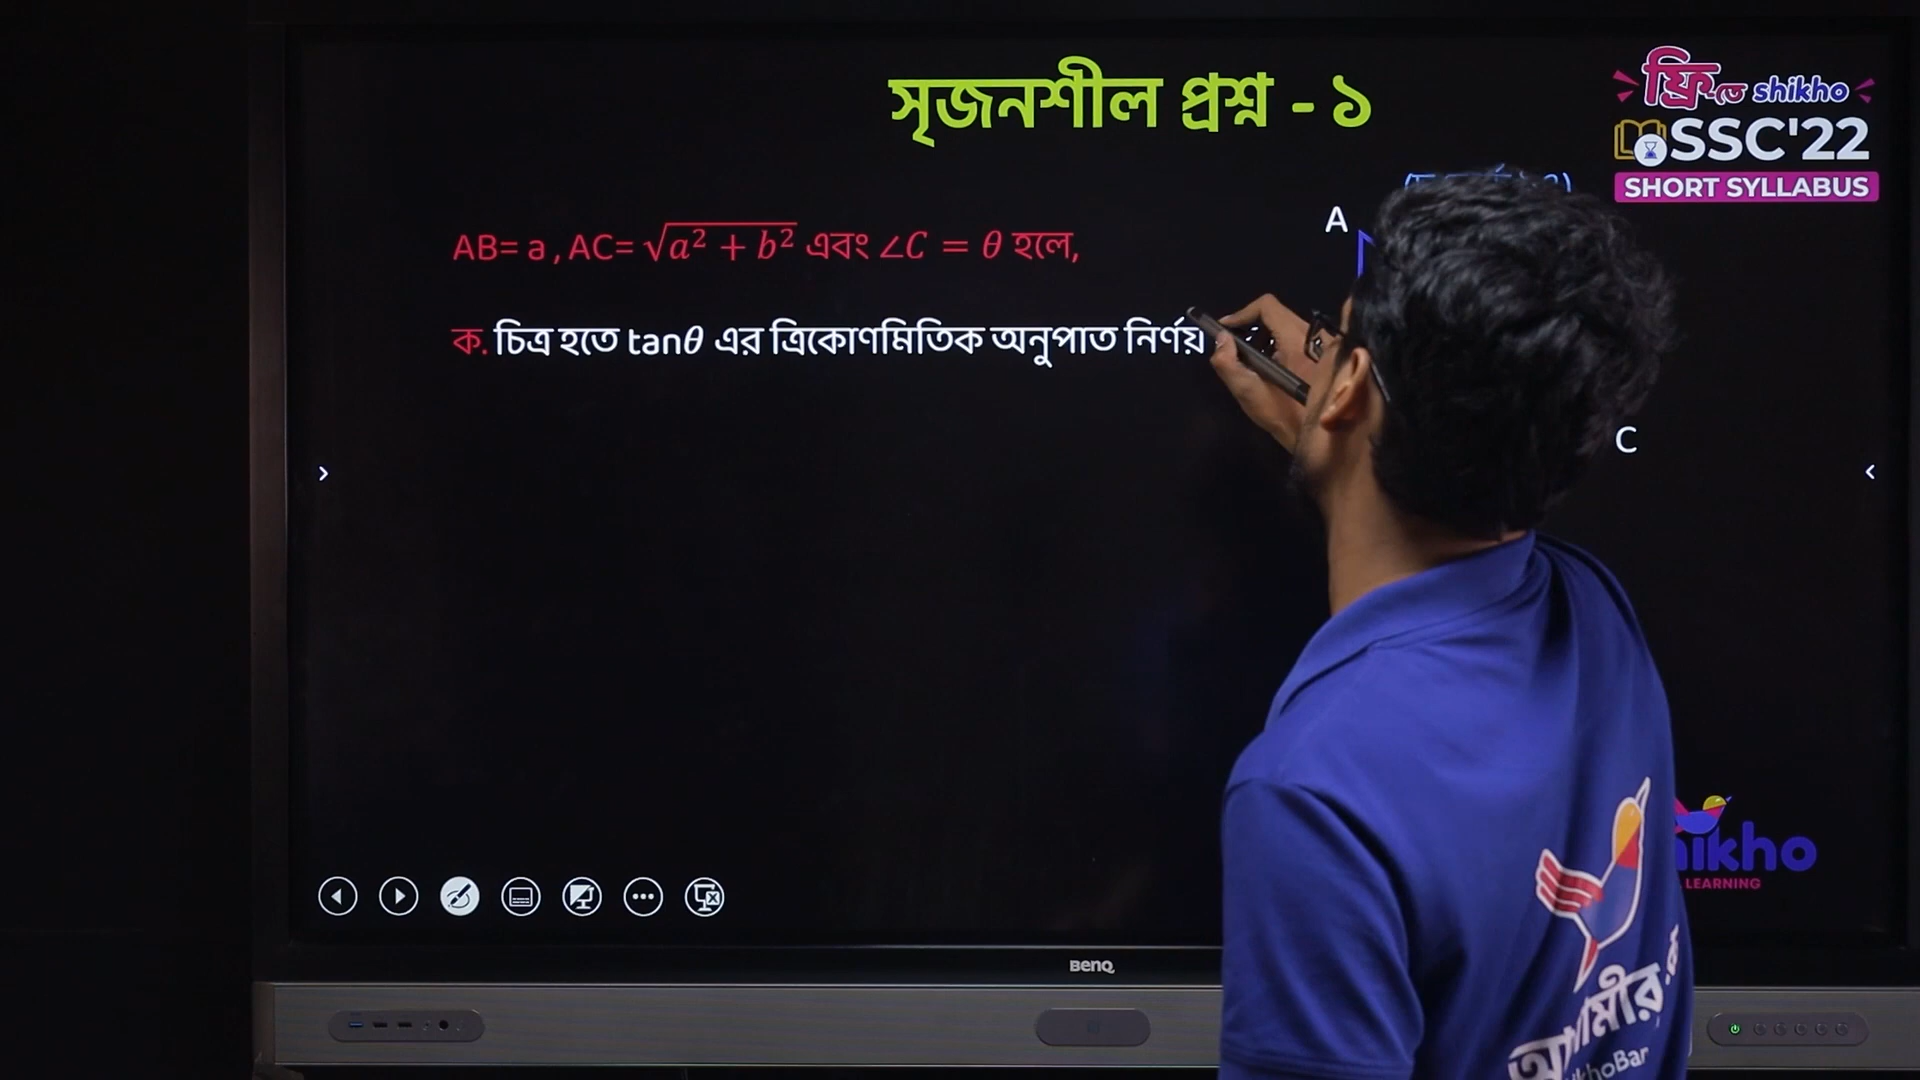 সৃজনশীল প্রশ্ন - ১
ফ্রি-তে shikho
SSC'22
SHORT SYLLABUS
A
AB= a , AC= √(a² + b²) এবং ∠C = θ হলে,
ক. চিত্র হতে tanθ এর ত্রিকোণমিতিক অনুপাত নির্ণয়
C
LEARNING
BenQ